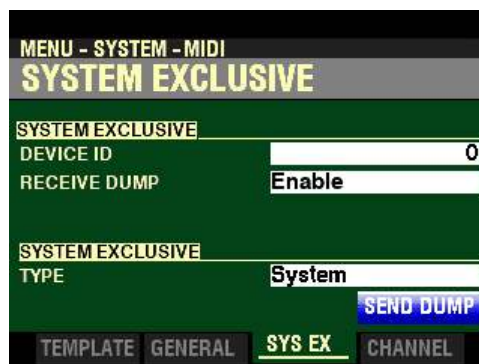 MENU - SYSTEM - MIDI
SYSTEM EXCLUSIVE
SYSTEM EXCLUSIVE
DEVICE ID 0
RECEIVE DUMP Enable
SYSTEM EXCLUSIVE
TYPE System
SEND DUMP
TEMPLATE GENERAL SYS EX CHANNEL